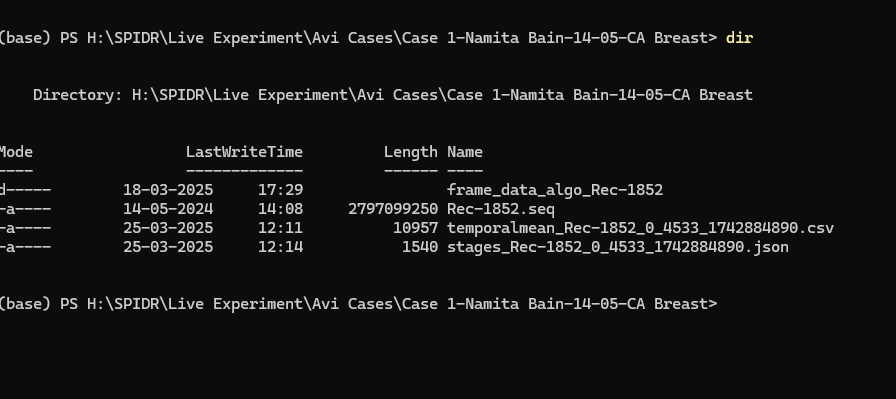 (base) PS H:\SPIDR\Live Experiment\Avi Cases\Case 1-Namita Bain-14-05-CA Breast> dir
Directory: H:\SPIDR\Live Experiment\Avi Cases\Case 1-Namita Bain-14-05-CA Breast
Mode LastWriteTime Length Name
---- ------------- ------ ----
d----- 18-03-2025 17:29 frame_data_algo_Rec-1852
-a---- 14-05-2024 14:08 2797099250 Rec-1852.seq
-a---- 25-03-2025 12:11 10957 temporalmean_Rec-1852_0_4533_1742884890.csv
-a---- 25-03-2025 12:14 1540 stages_Rec-1852_0_4533_1742884890.json
(base) PS H:\SPIDR\Live Experiment\Avi Cases\Case 1-Namita Bain-14-05-CA Breast>